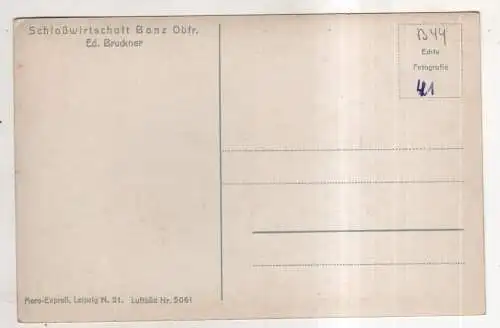 Schloßwirtschaft Banz Obfr,
Ed. Bruckner
B44
Echte
Fotografie
41
Aero-Expreß, Leipzig N. 21. Luftbild Nr. 5061